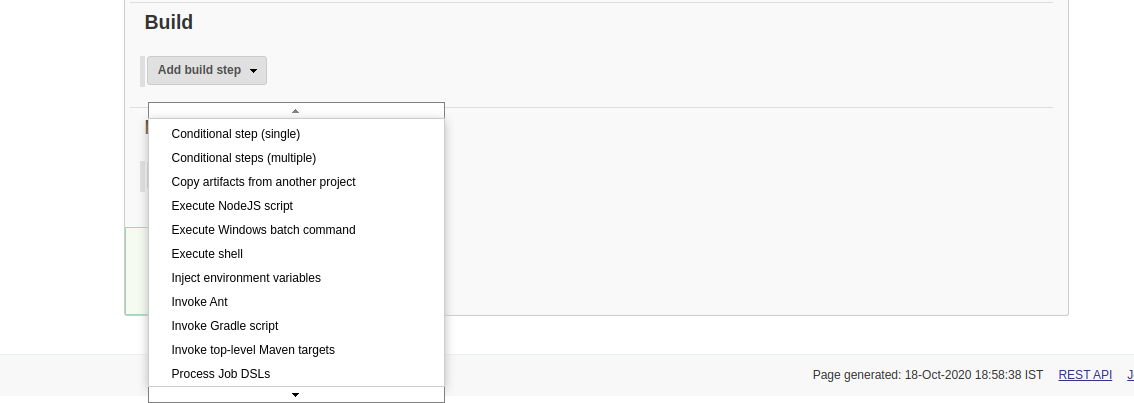 Build
Add build step
Conditional step (single)
Conditional steps (multiple)
Copy artifacts from another project
Execute NodeJS script
Execute Windows batch command
Execute shell
Inject environment variables
Invoke Ant
Invoke Gradle script
Invoke top-level Maven targets
Process Job DSLs
Page generated: 18-Oct-2020 18:58:38 IST REST API